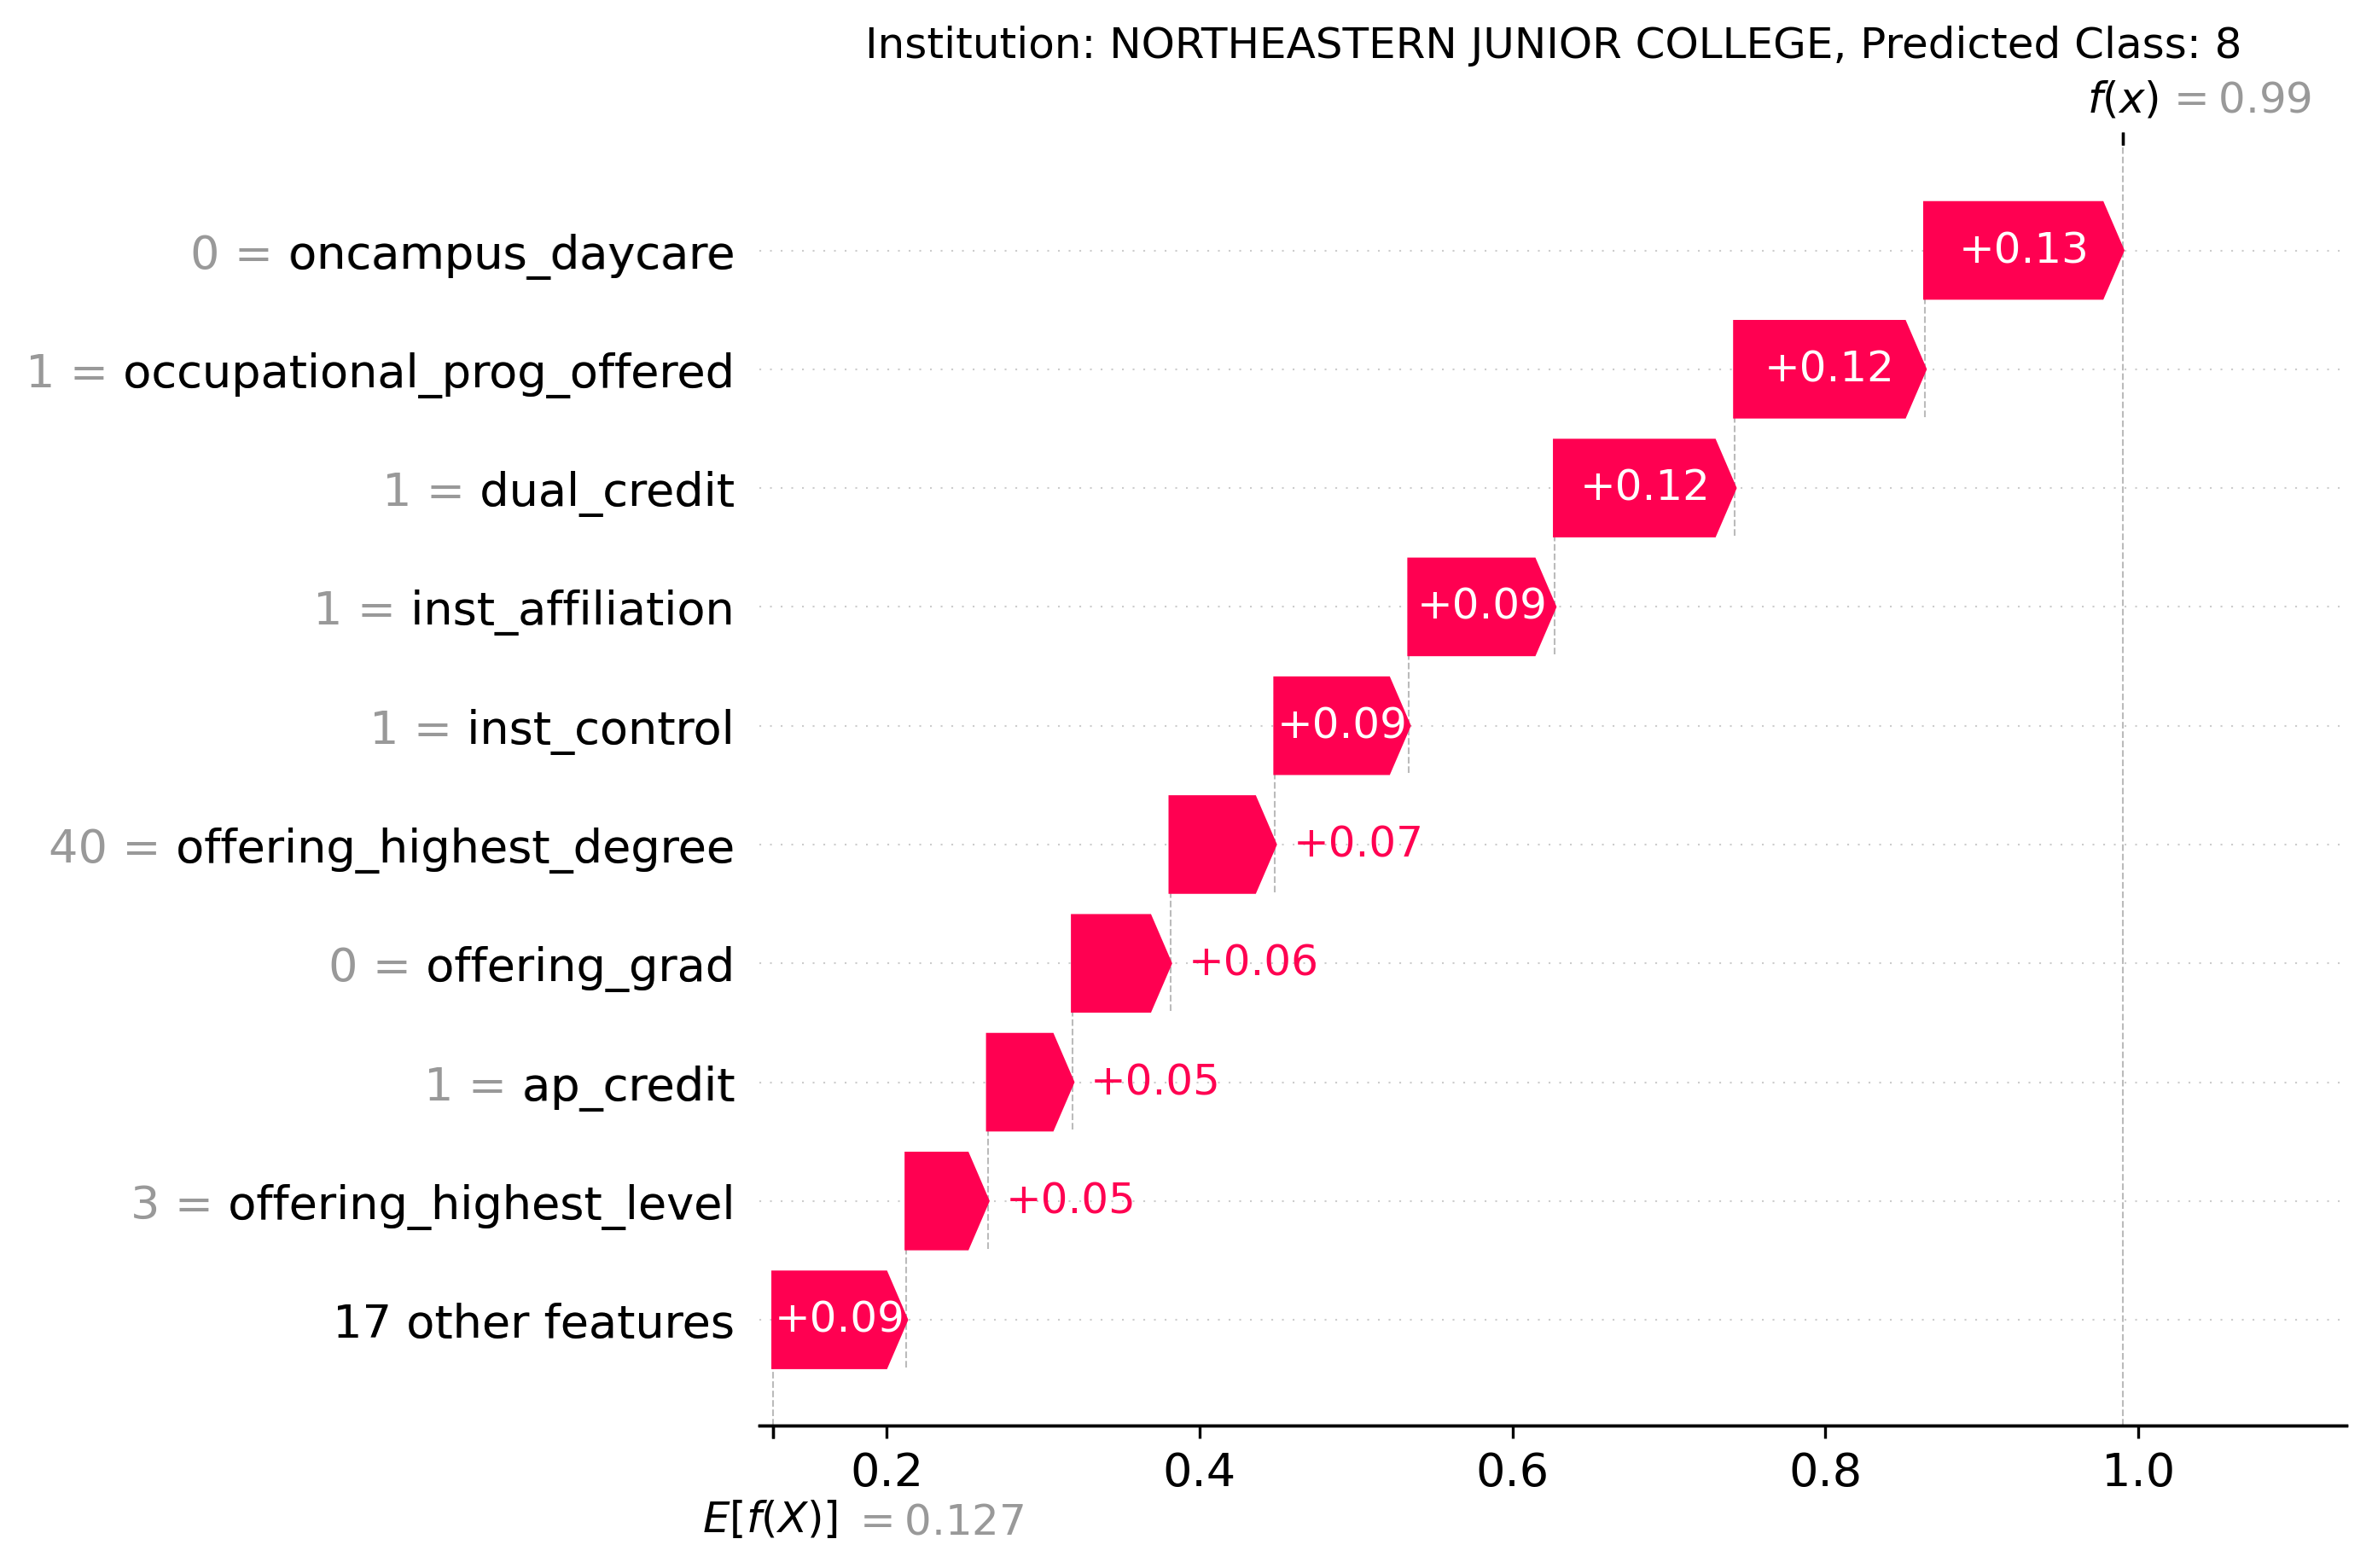 Institution: NORTHEASTERN JUNIOR COLLEGE, Predicted Class: 8
f(x) = 0.99
0 = oncampus_daycare +0.13
1 = occupational_prog_offered +0.12
1 = dual_credit +0.12
1 = inst_affiliation +0.09
1 = inst_control +0.09
40 = offering_highest_degree +0.07
0 = offering_grad +0.06
1 = ap_credit +0.05
3 = offering_highest_level +0.05
17 other features +0.09
0.2 0.4 0.6 0.8 1.0
E[f(X)] = 0.127